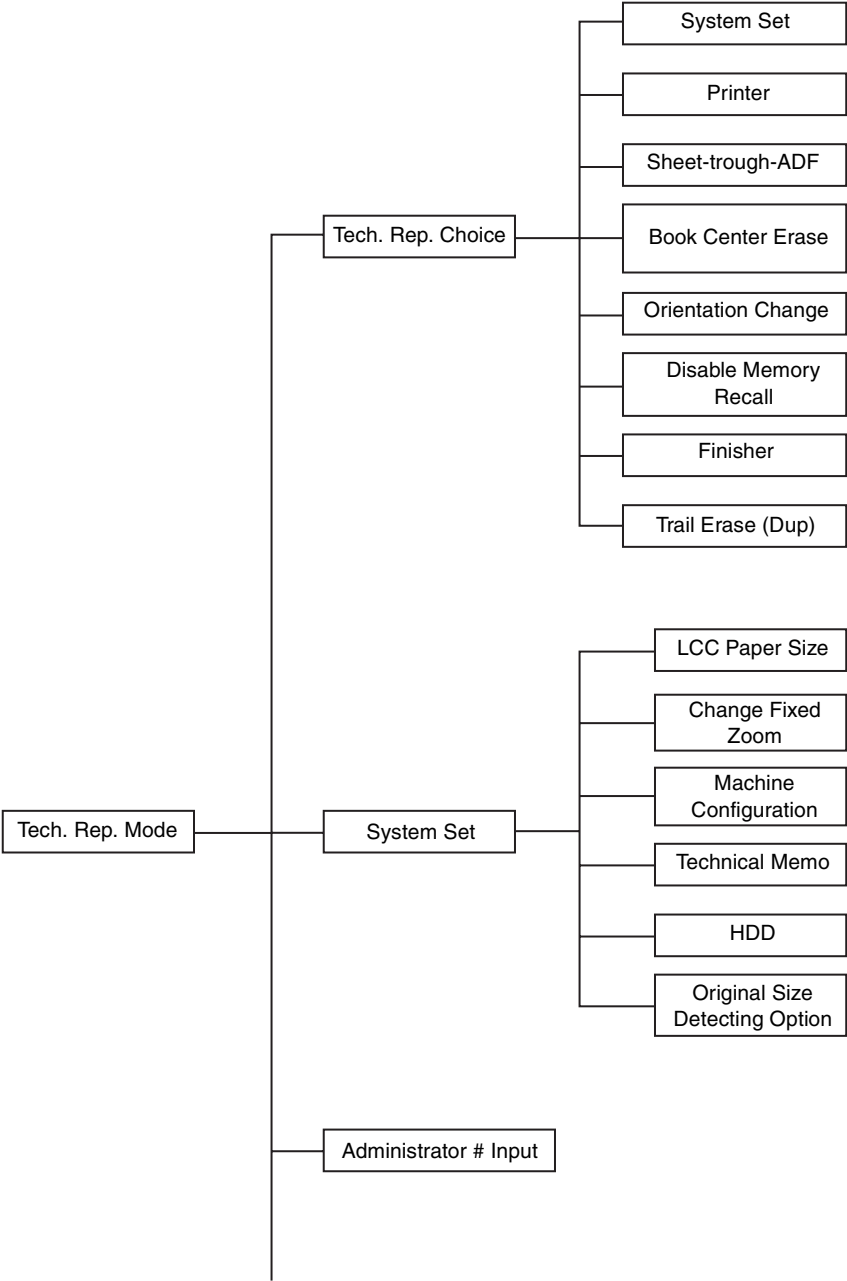 System Set
Printer
Sheet-trough-ADF
Tech. Rep. Choice
Book Center Erase
Orientation Change
Disable Memory
Recall
Finisher
Trail Erase (Dup)
LCC Paper Size
Change Fixed
Zoom
Machine
Configuration
Tech. Rep. Mode
System Set
Technical Memo
HDD
Original Size
Detecting Option
Administrator # Input